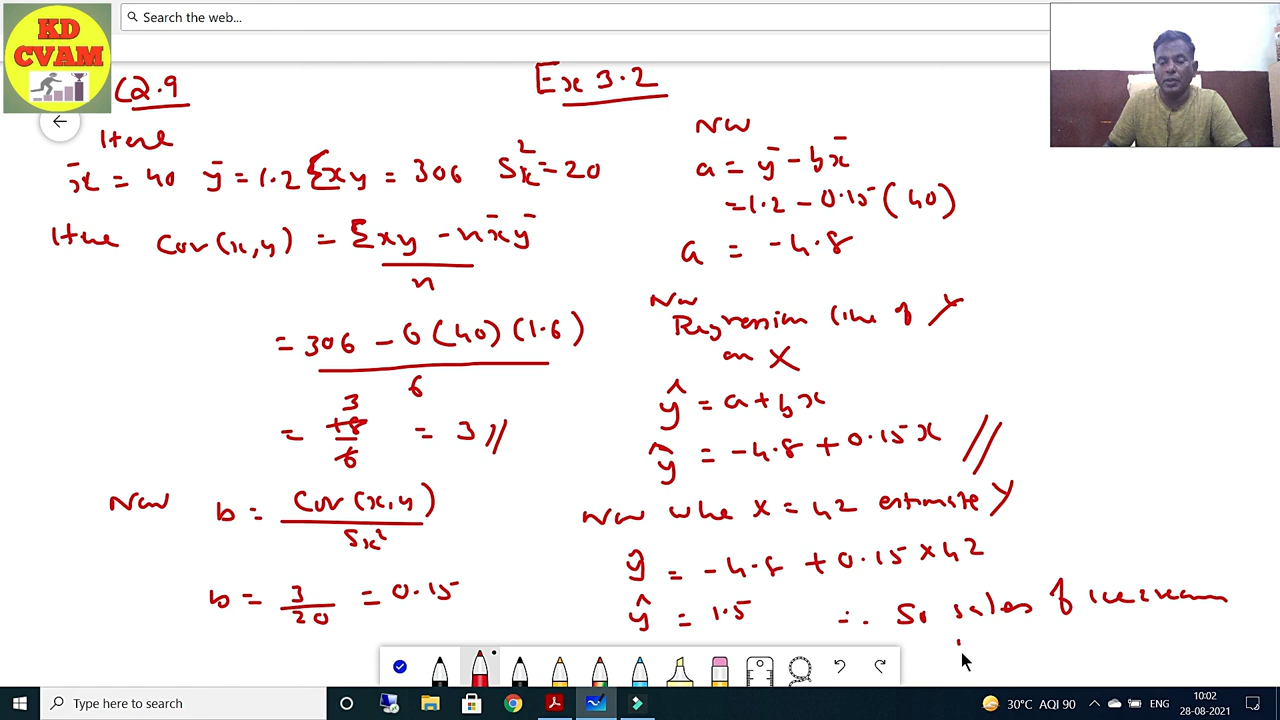 Search the web...
KD
CVAM
Q2.9
Ex 3.2
Here
x̄ = 40 ȳ = 1.2 Σxy = 306 Sx² = 20
Here Cov(x,y) = Σxy - n x̄ ȳ / n
= 306 - 6(40)(1.6) / 6
= 18/6 3 = 3 //
Now b = Cov(x,y) / Sx²
b = 3/20 = 0.15
Now
a = ȳ - bx̄
= 1.2 - 0.15(40)
a = -4.8
Now
Regression line of Y
on X
ŷ = a + bx
ŷ = -4.8 + 0.15x //
Now whe x = 42 estimate Y
ŷ = -4.8 + 0.15 × 42
ŷ = 1.5 ∴ So sales of icecream
Type here to search
30°C AQI 90
ENG
10:02
28-08-2021